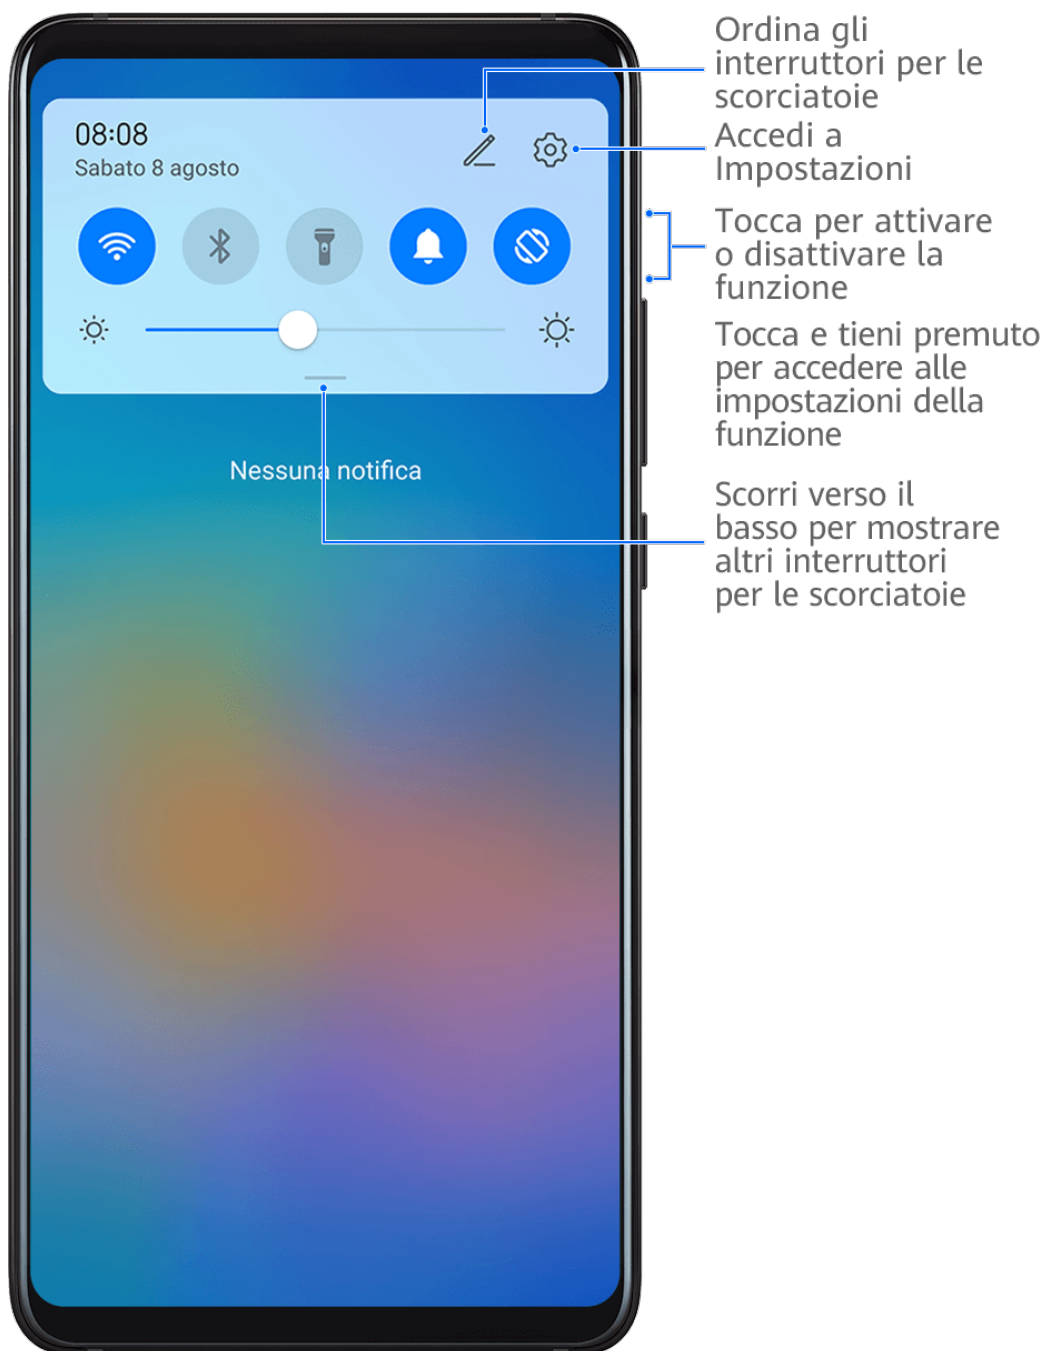 Ordina gli
interruttori per le
scorciatoie
08:08
Sabato 8 agosto
Accedi a
Impostazioni
Tocca per attivare
o disattivare la
funzione
Tocca e tieni premuto
per accedere alle
impostazioni della
funzione
Nessuna notifica
Scorri verso il
basso per mostrare
altri interruttori
per le scorciatoie